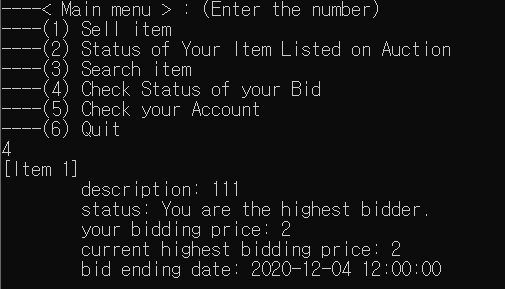 ----< Main menu > : (Enter the number)
----(1) Sell item
----(2) Status of Your Item Listed on Auction
----(3) Search item
----(4) Check Status of your Bid
----(5) Check your Account
----(6) Quit
4
[Item 1]
description: 111
status: You are the highest bidder.
your bidding price: 2
current highest bidding price: 2
bid ending date: 2020-12-04 12:00:00